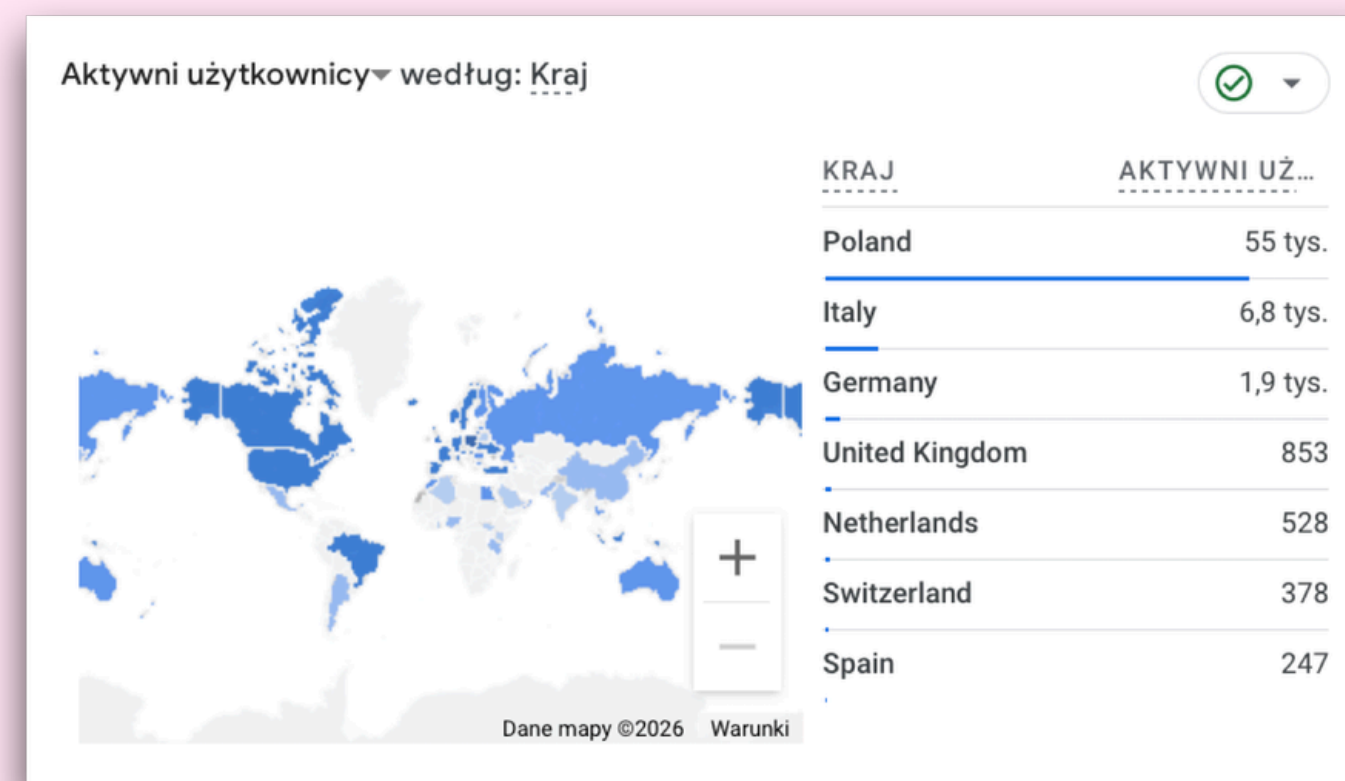 Aktywni użytkownicy według: Kraj
KRAJ AKTYWNI UŻ...
Poland 55 tys.
Italy 6,8 tys.
Germany 1,9 tys.
United Kingdom 853
Netherlands 528
Switzerland 378
Spain 247
+
−
Dane mapy ©2026 Warunki